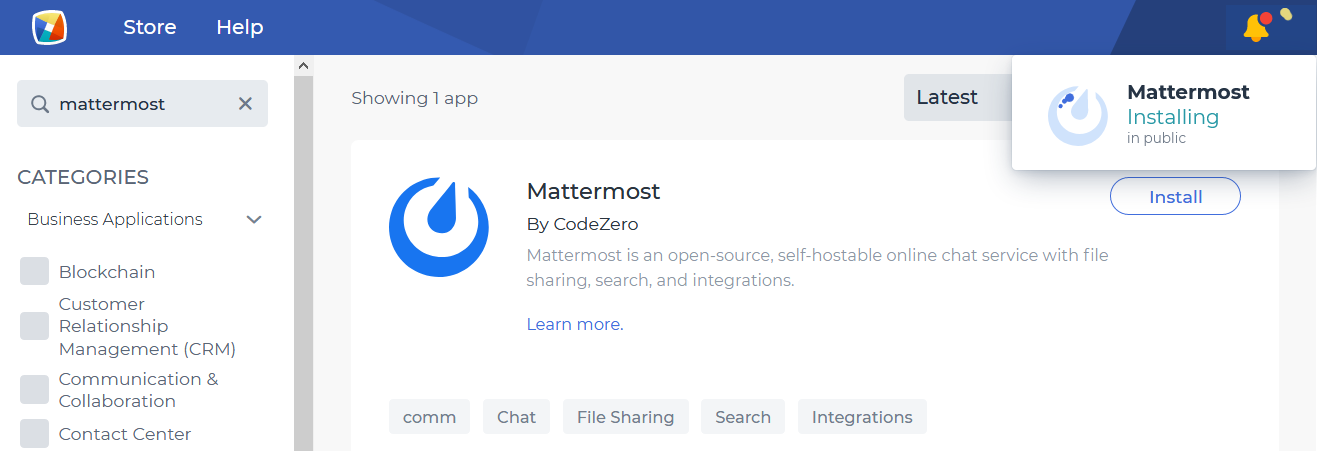 Store
Help
mattermost
CATEGORIES
Business Applications
Blockchain
Customer
Relationship
Management (CRM)
Communication &
Collaboration
Contact Center
Showing 1 app
Latest
Mattermost
Installing
in public
Mattermost
By CodeZero
Mattermost is an open-source, self-hostable online chat service with file
sharing, search, and integrations.
Learn more.
Install
comm
Chat
File Sharing
Search
Integrations